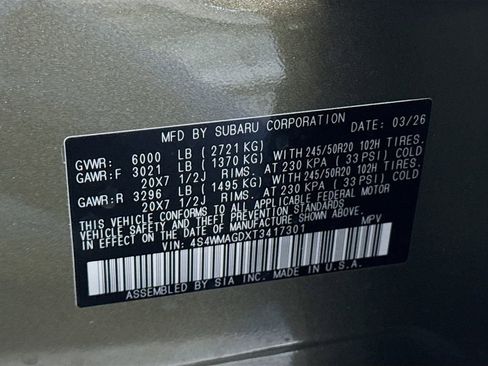 MFD BY SUBARU CORPORATION DATE: 03/26
GVWR: 6000 LB (2721 KG)
GAWR:F 3021 LB (1370 KG) WITH 245/50R20 102H TIRES.
20X7 1/2J RIMS. AT 230 KPA (33 PSI) COLD
GAWR:R 3296 LB (1495 KG) WITH 245/50R20 102H TIRES.
20X7 1/2J RIMS. AT 230 KPA (33 PSI) COLD
THIS VEHICLE CONFORMS TO ALL APPLICABLE FEDERAL MOTOR
VEHICLE SAFETY, BUMPER, AND THEFT PREVENTION STANDARDS
IN EFFECT ON THE DATE OF MANUFACTURE SHOWN ABOVE.
VIN: 4S4WMAGDXT3417301 MPV
ASSEMBLED BY SIA INC. MADE IN U.S.A.